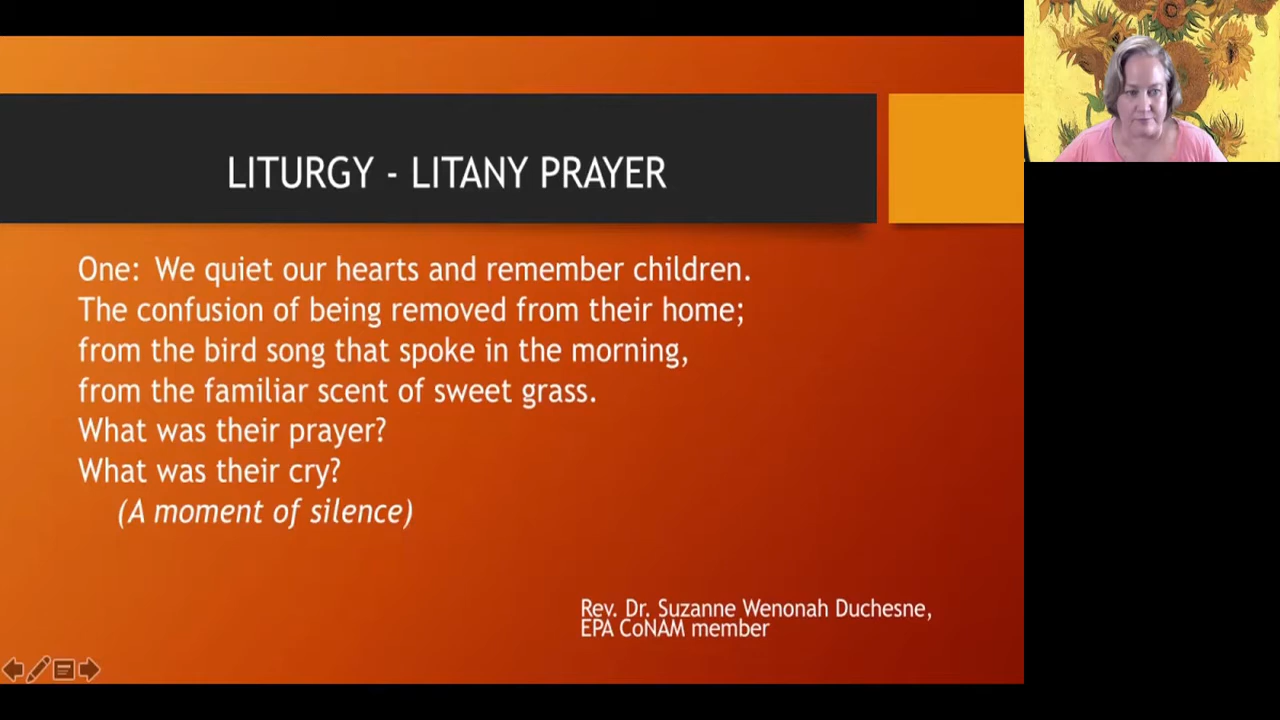 LITURGY - LITANY PRAYER
One: We quiet our hearts and remember children.
The confusion of being removed from their home;
from the bird song that spoke in the morning,
from the familiar scent of sweet grass.
What was their prayer?
What was their cry?
(A moment of silence)
Rev. Dr. Suzanne Wenonah Duchesne,
EPA CoNAM member